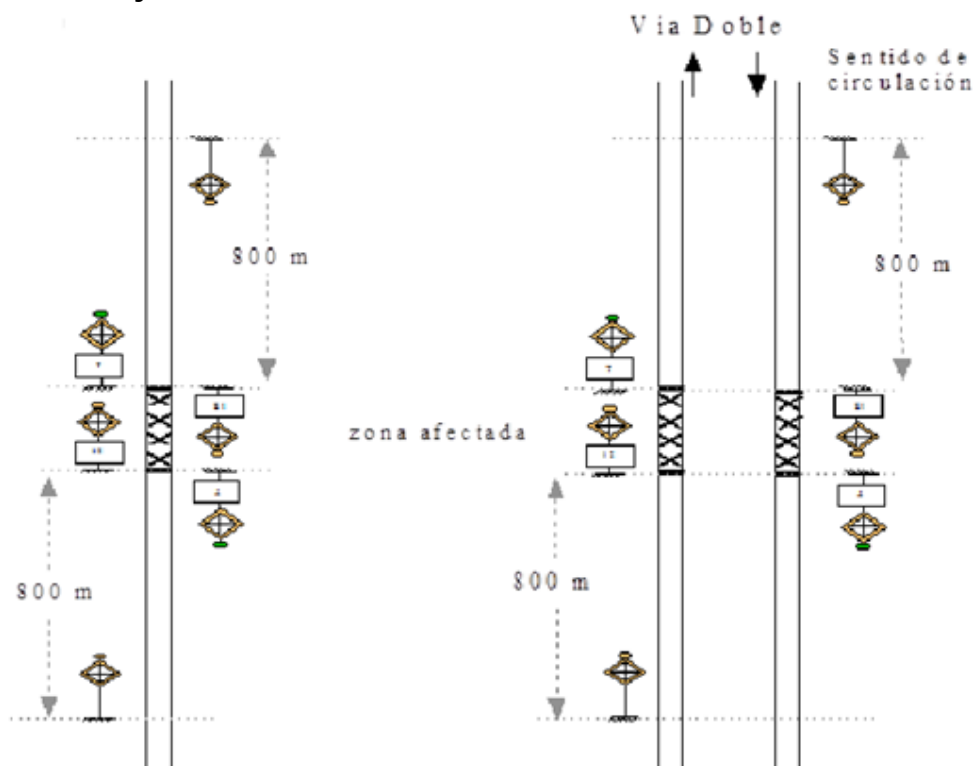 Via Doble
Sentido de
circulación
800 m
800 m
zona afectada
800 m
800 m